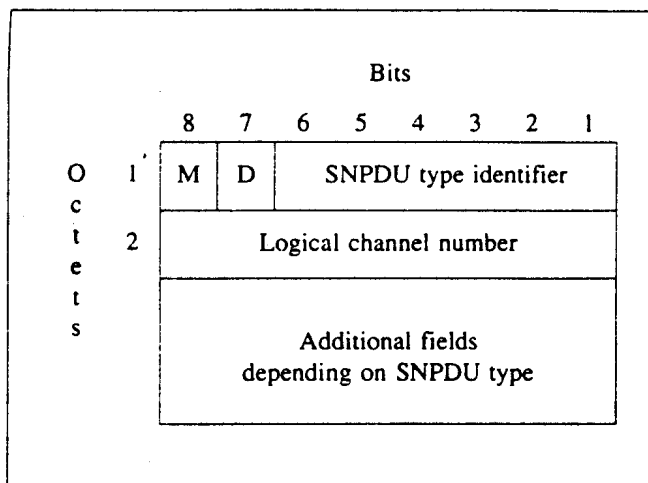 Bits
8 7 6 5 4 3 2 1
Octets
1 M D SNPDU type identifier
2 Logical channel number
Additional fields
depending on SNPDU type